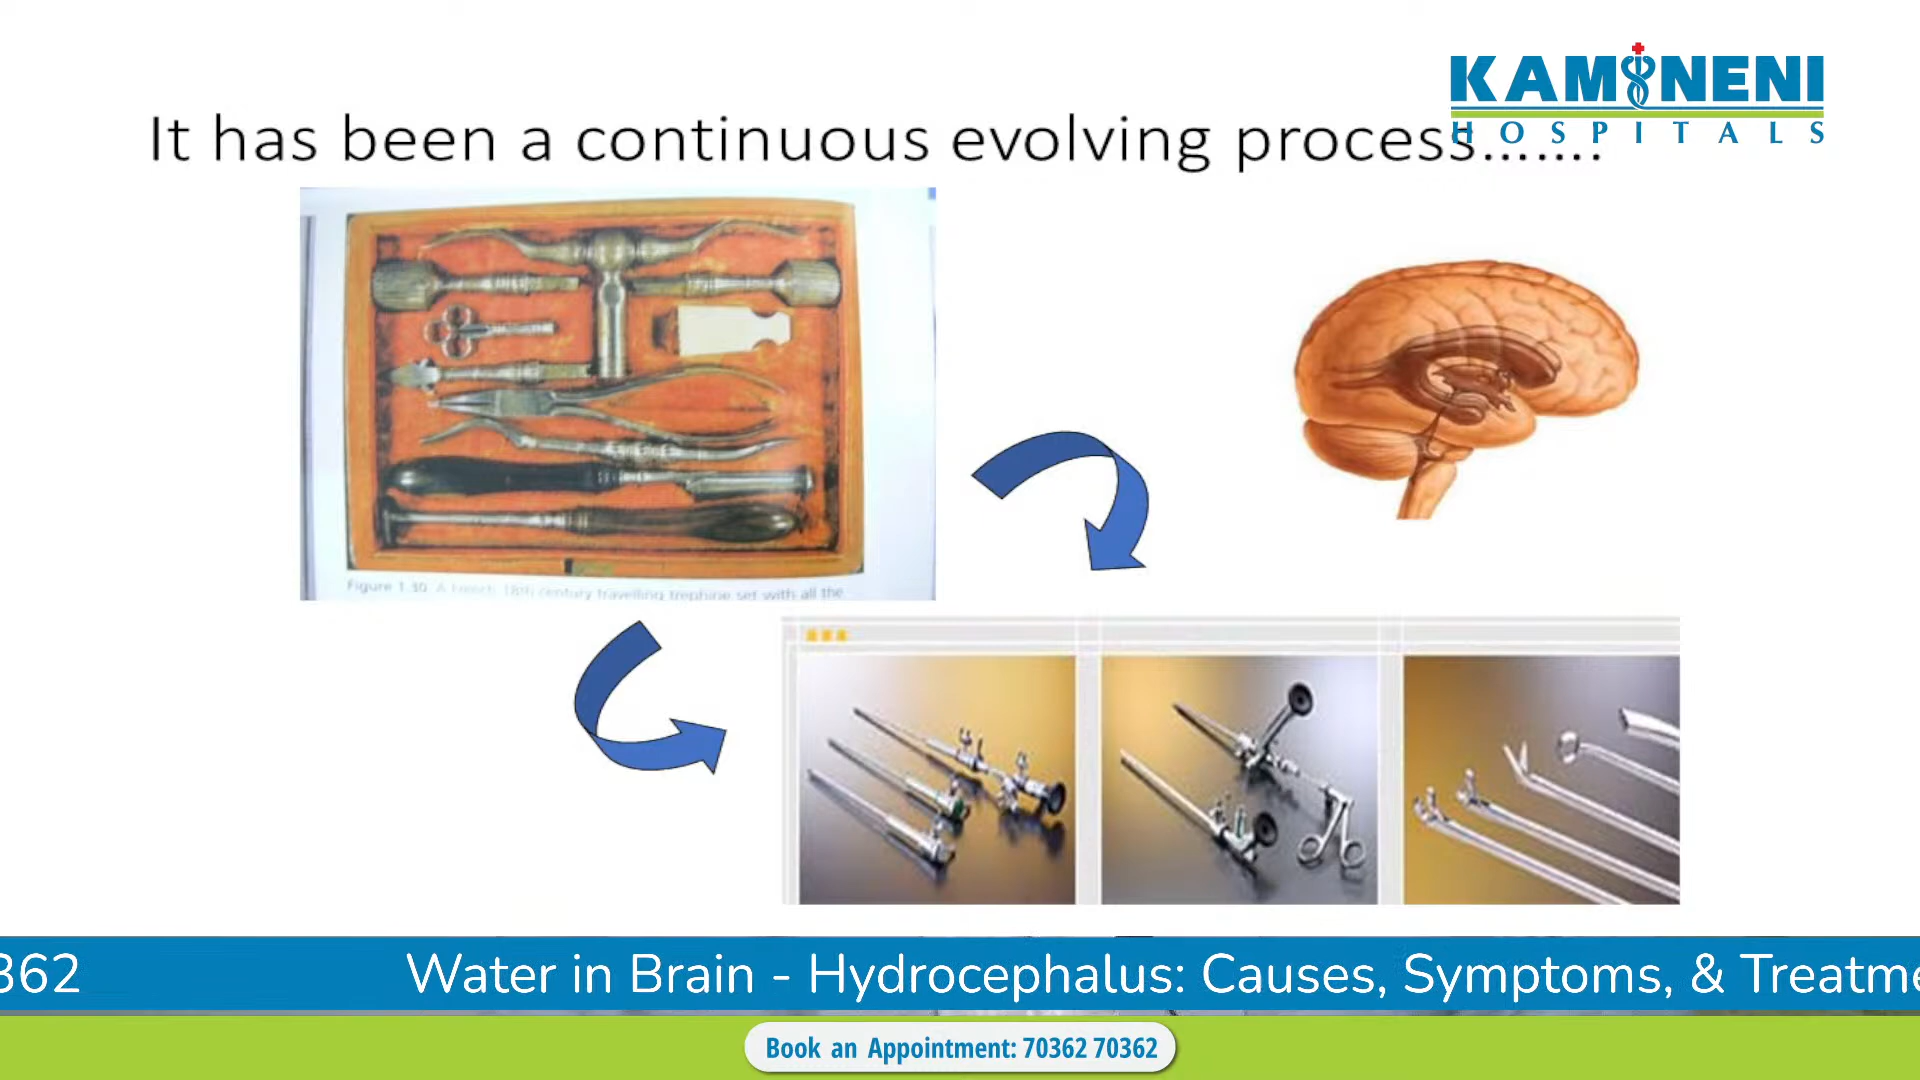 KAMINENI
HOSPITALS
It has been a continuous evolving process.......
Figure 1.30 A French 18th century travelling trephine set with all the
362 Water in Brain - Hydrocephalus: Causes, Symptoms, & Treatme
Book an Appointment: 70362 70362